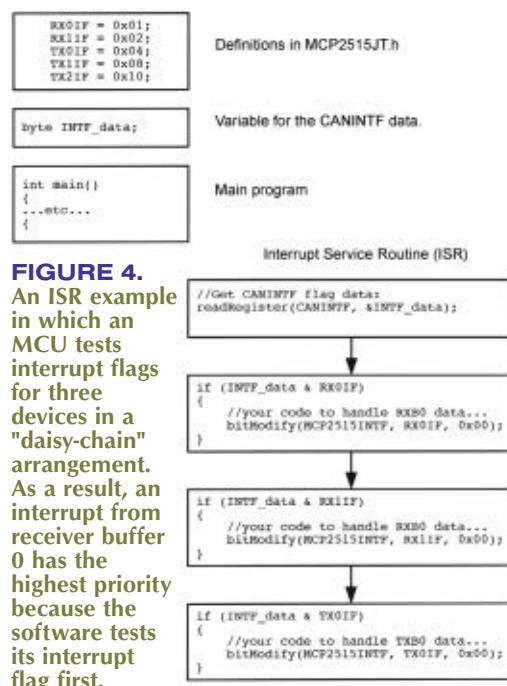 RX0IF = 0x01;
RX1IF = 0x02;
TX0IF = 0x04;
TX1IF = 0x08;
TX2IF = 0x10;
Definitions in MCP2515JT.h
byte INTF_data;
Variable for the CANINTF data.
int main()
{
...etc...
{
Main program
FIGURE 4.
An ISR example
in which an
MCU tests
interrupt flags
for three
devices in a
"daisy-chain"
arrangement.
As a result, an
interrupt from
receiver buffer
0 has the
highest priority
because the
software tests
its interrupt
flag first.
Interrupt Service Routine (ISR)
//Get CANINTF flag data:
readRegister(CANINTF, &INTF_data);
if (INTF_data & RX0IF)
{
//your code to handle RXB0 data...
bitModify(MCP2515INTF, RX0IF, 0x00);
}
if (INTF_data & RX1IF)
{
//your code to handle RXB0 data...
bitModify(MCP2515INTF, RX1IF, 0x00);
}
if (INTF_data & TX0IF)
{
//your code to handle TXB0 data...
bitModify(MCP2515INTF, TX0IF, 0x00);
}